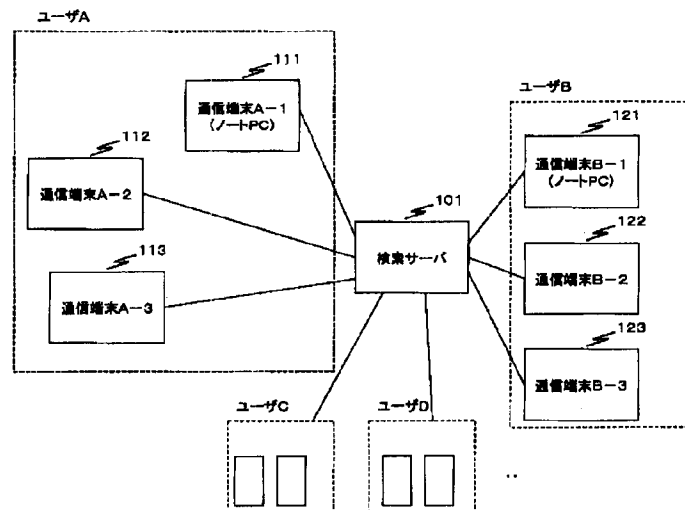 ユーザA
111
通信端末A-1
(ノートPC)
112
通信端末A-2
113
通信端末A-3
101
検索サーバ
ユーザB
121
通信端末B-1
(ノートPC)
122
通信端末B-2
123
通信端末B-3
ユーザC
ユーザD
..